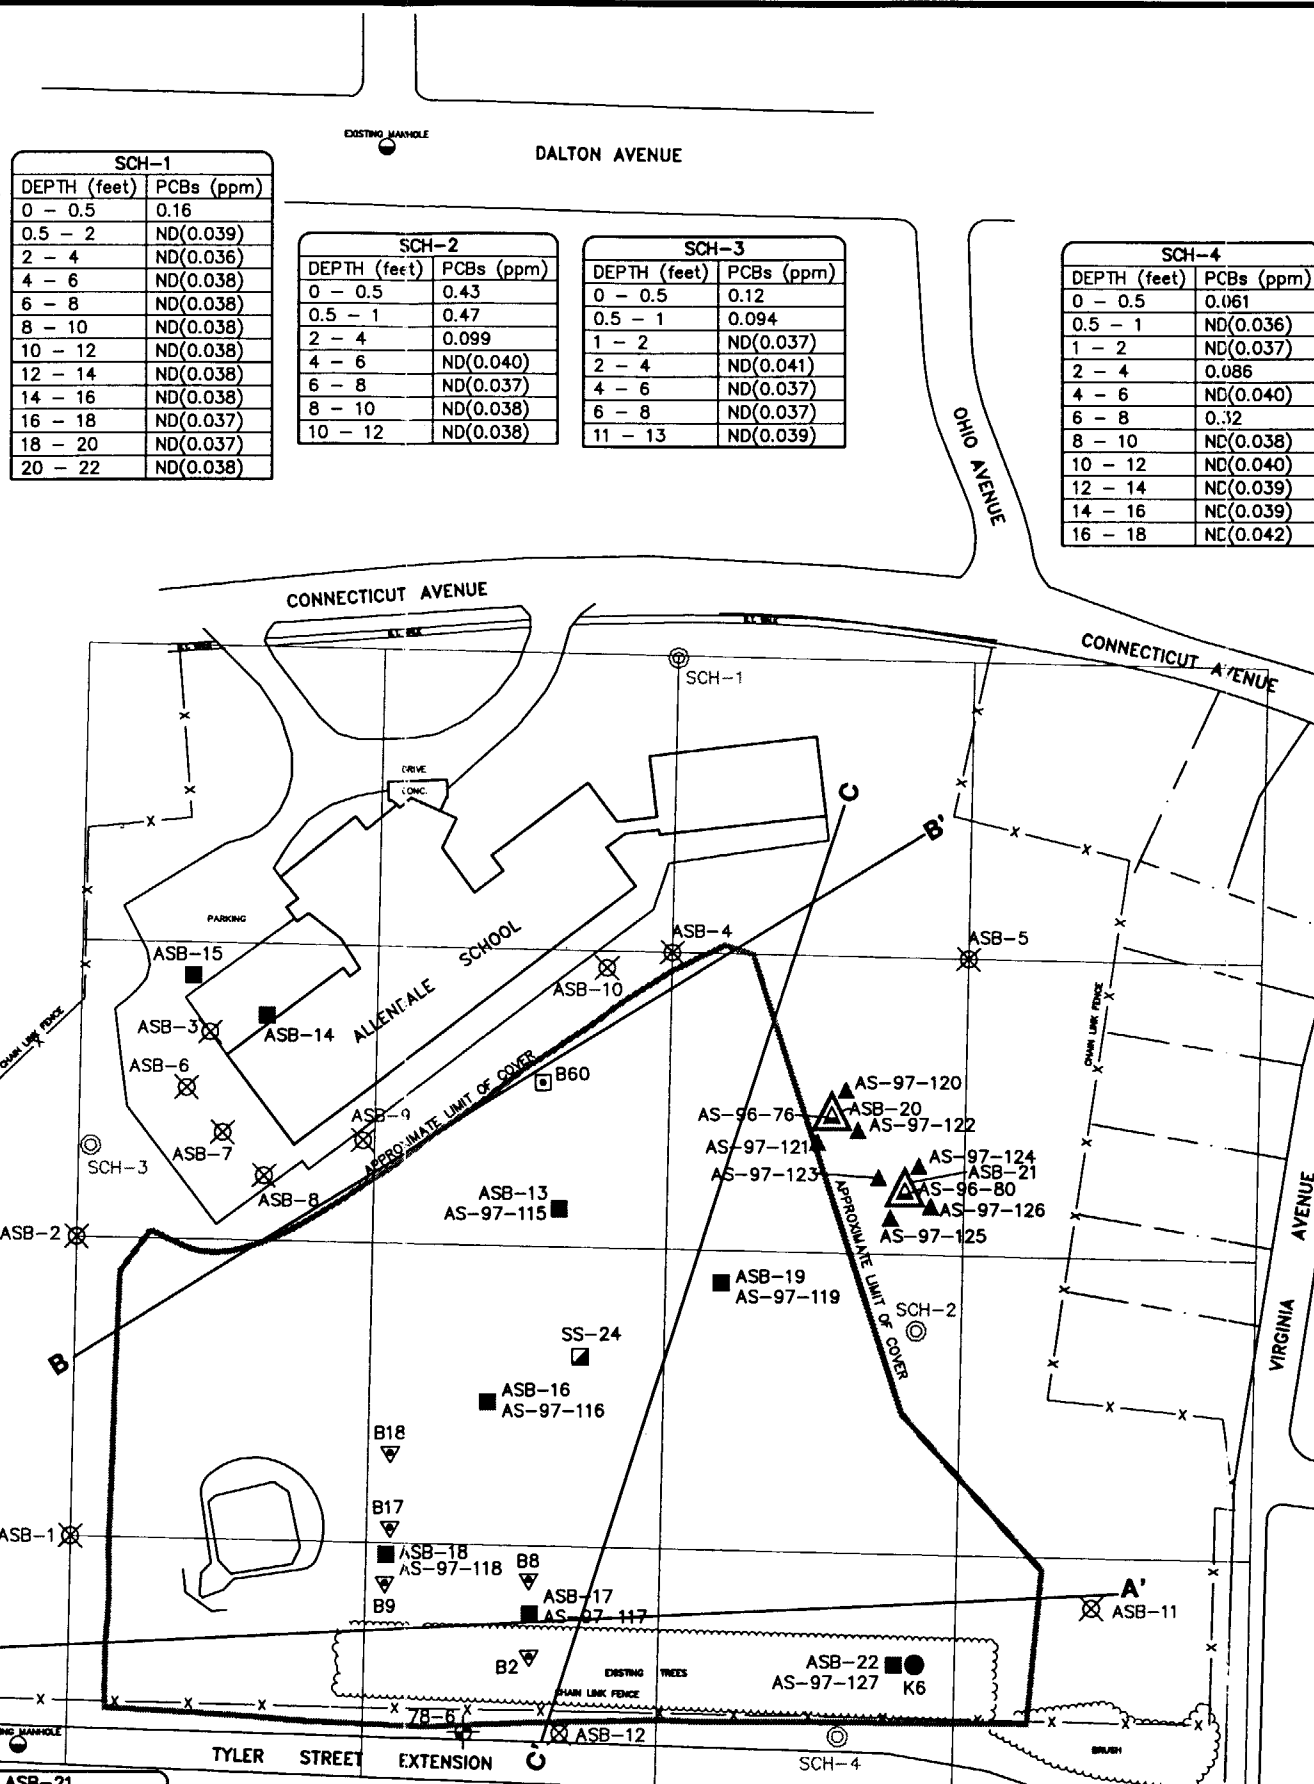 EXISTING MANHOLE
DALTON AVENUE
SCH-1
DEPTH (feet) PCBs (ppm)
0 - 0.5 0.16
0.5 - 2 ND(0.039)
2 - 4 ND(0.036)
4 - 6 ND(0.038)
6 - 8 ND(0.038)
8 - 10 ND(0.038)
10 - 12 ND(0.038)
12 - 14 ND(0.038)
14 - 16 ND(0.038)
16 - 18 ND(0.037)
18 - 20 ND(0.037)
20 - 22 ND(0.038)
SCH-2
DEPTH (feet) PCBs (ppm)
0 - 0.5 0.43
0.5 - 1 0.47
2 - 4 0.099
4 - 6 ND(0.040)
6 - 8 ND(0.037)
8 - 10 ND(0.038)
10 - 12 ND(0.038)
SCH-3
DEPTH (feet) PCBs (ppm)
0 - 0.5 0.12
0.5 - 1 0.094
1 - 2 ND(0.037)
2 - 4 ND(0.041)
4 - 6 ND(0.037)
6 - 8 ND(0.037)
11 - 13 ND(0.039)
SCH-4
DEPTH (feet) PCBs (ppm)
0 - 0.5 0.061
0.5 - 1 ND(0.036)
1 - 2 ND(0.037)
2 - 4 0.086
4 - 6 ND(0.040)
6 - 8
8 - 10 ND(0.038)
10 - 12 ND(0.040)
12 - 14 ND(0.039)
14 - 16 ND(0.039)
16 - 18 ND(0.042)
OHIO AVENUE
CONNECTICUT AVENUE
CONNECTICUT AVENUE
SCH-1
DRIVE
CONC.
C
B'
PARKING
ASB-15
ASB-14
ASB-3
ASB-6
ASB-7
ASB-8
ASB-9
ASB-10
ASB-4
ASB-5
ALLENDALE SCHOOL
CHAIN LINK FENCE
CHAIN LINK FENCE
APPROXIMATE LIMIT OF COVER
B60
SCH-3
ASB-2
AS-97-120
AS-96-76
ASB-20
AS-97-122
AS-97-121
AS-97-124
AS-97-123
ASB-21
AS-96-80
AS-97-126
AS-97-125
ASB-13
AS-97-115
ASB-19
AS-97-119
APPROXIMATE LIMIT OF COVER
SCH-2
VIRGINIA AVENUE
B
SS-24
ASB-16
AS-97-116
B18
B17
ASB-1
ASB-18
AS-97-118
B9
B8
ASB-17
AS-97-117
A'
ASB-11
B2
EXISTING TREES
CHAIN LINK FENCE
ASB-22
AS-97-127
K6
78-6
ASB-12
C'
SCH-4
BRUSH
MANHOLE
TYLER STREET EXTENSION
ASB-21